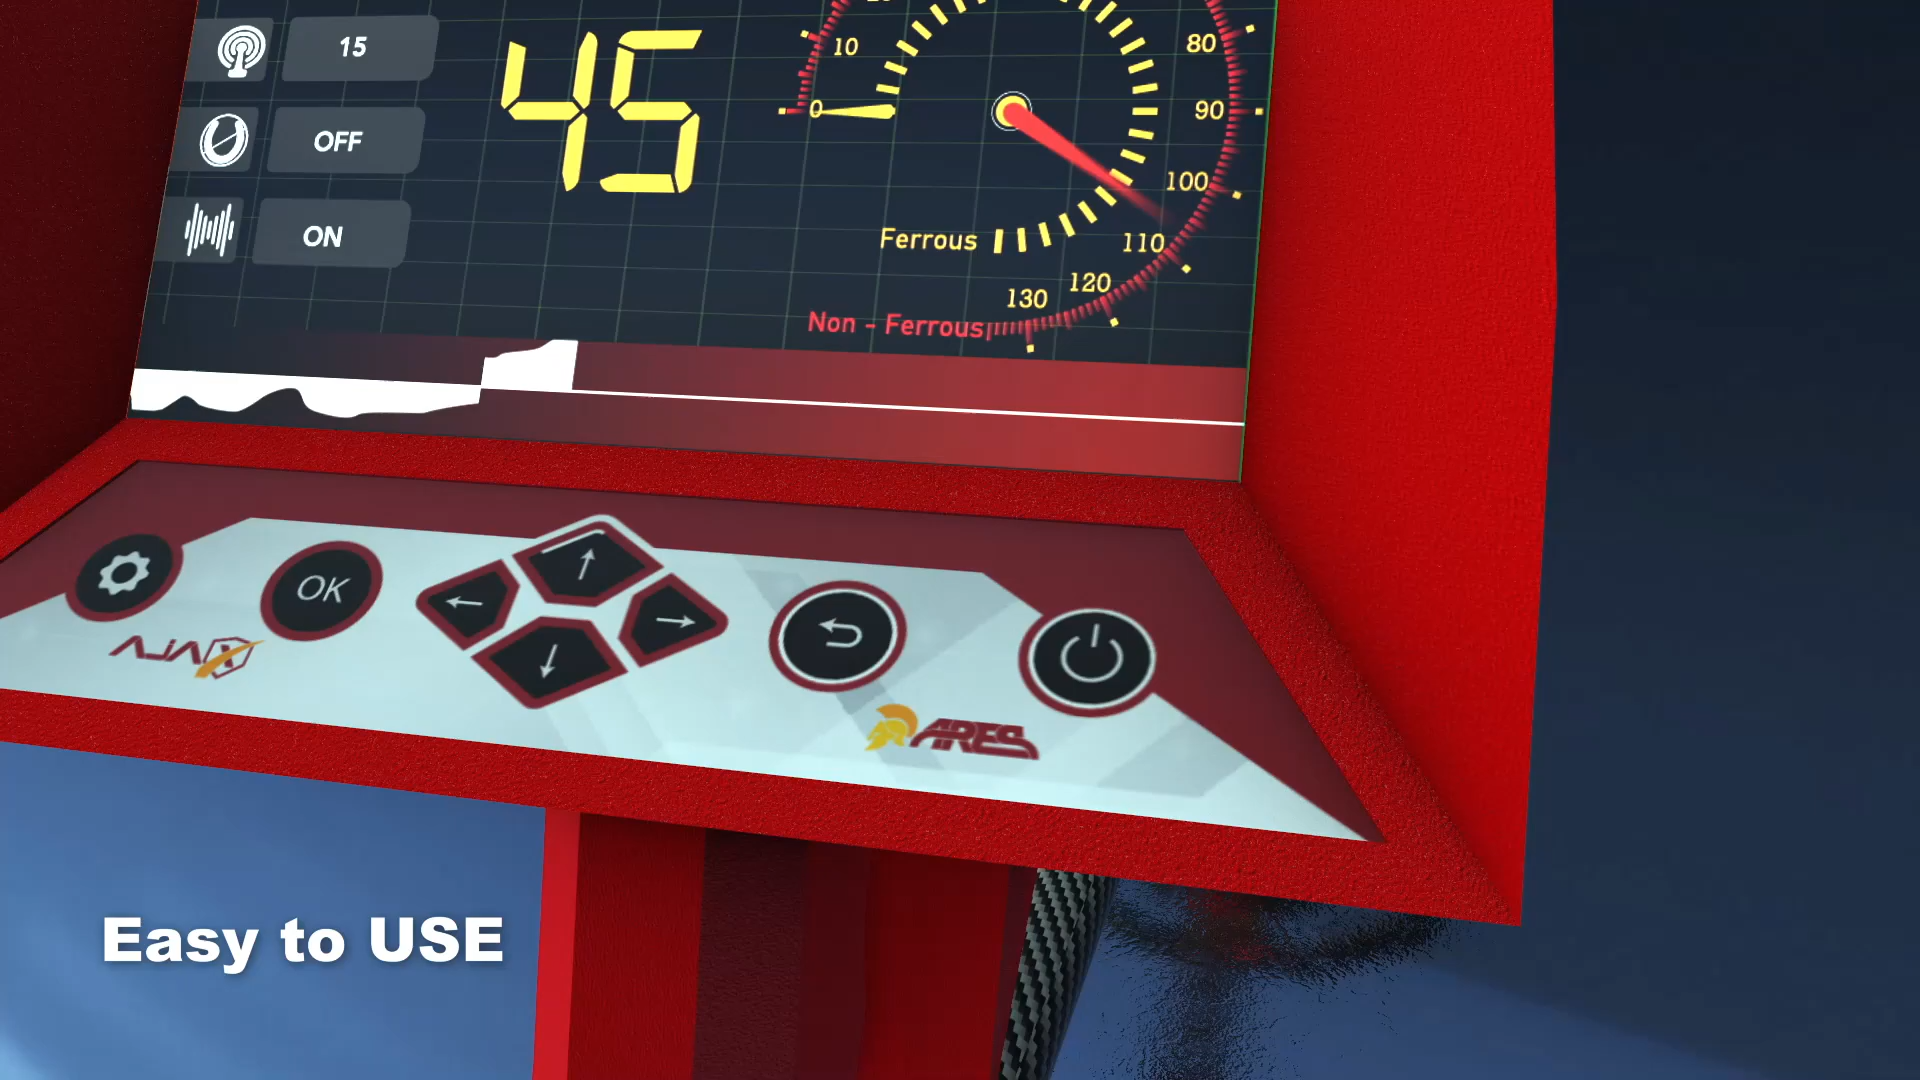 15
OFF
ON
45
0
10
80
90
100
110
120
130
Ferrous
Non - Ferrous
OK
AJAX
ARES
Easy to USE